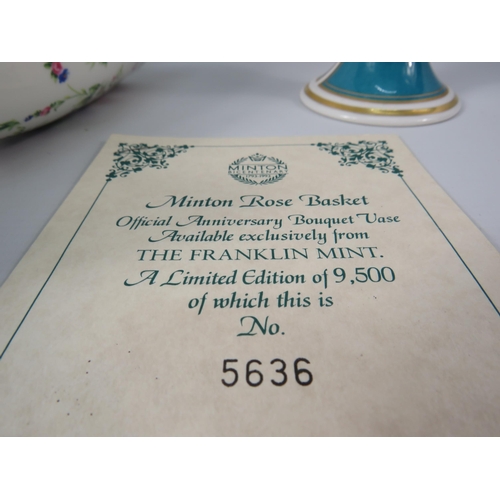 MINTON
Minton Rose Basket
Official Anniversary Bouquet Vase
Available exclusively from
THE FRANKLIN MINT.
A Limited Edition of 9,500
of which this is
No.
5636